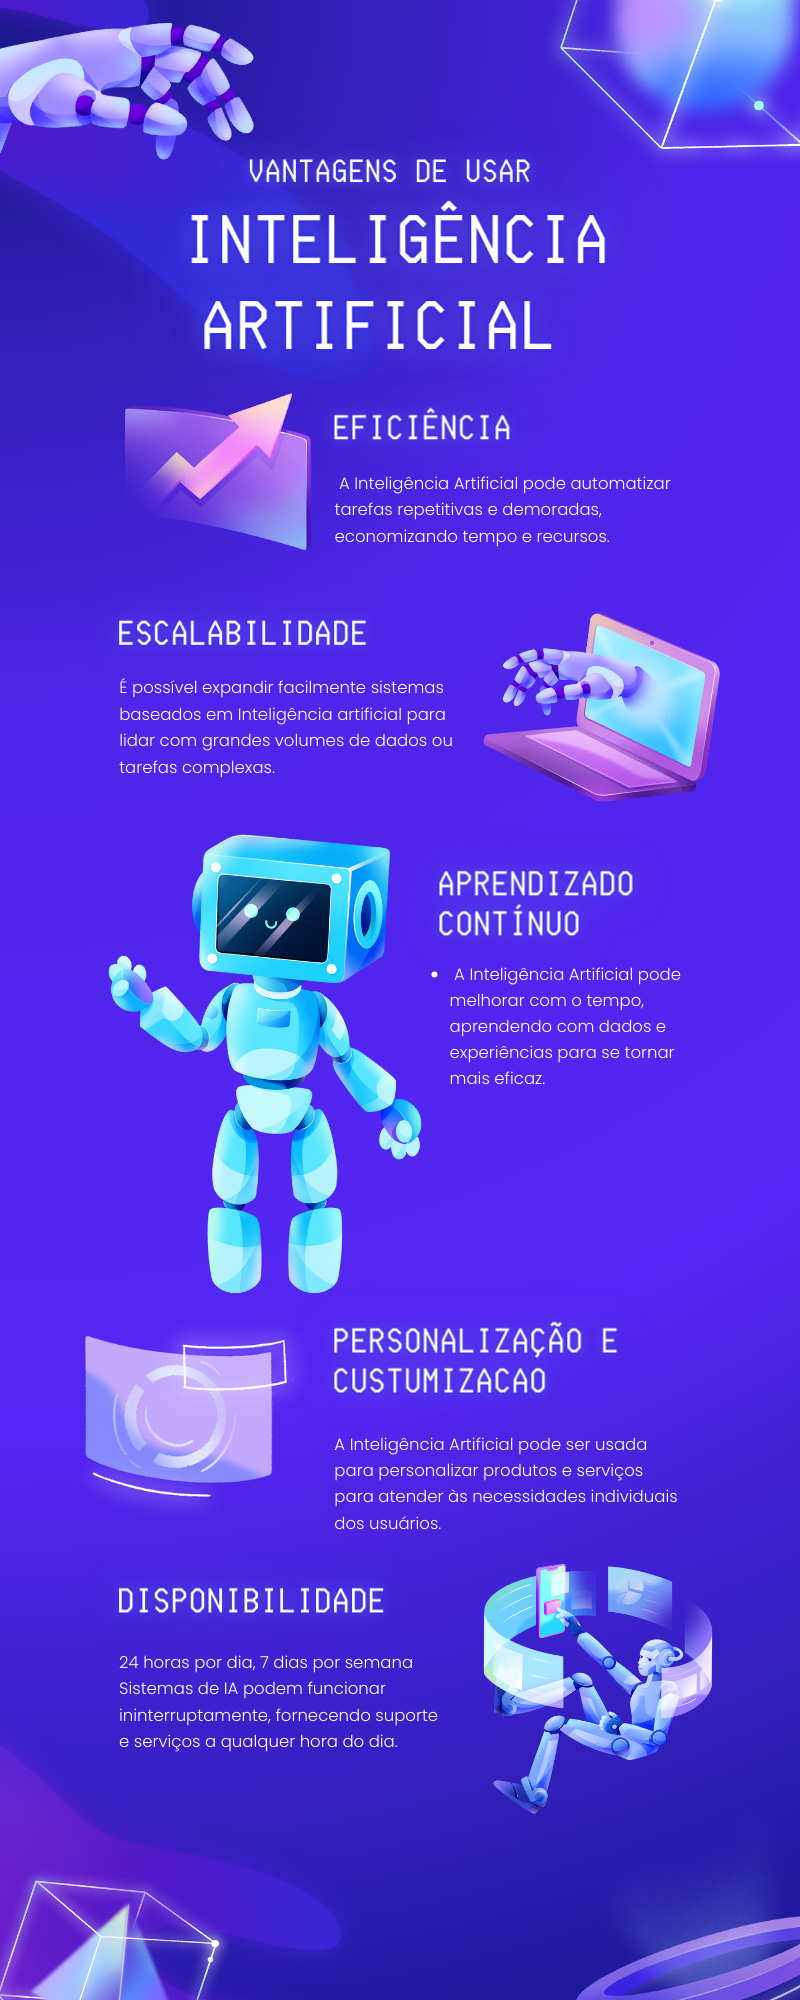 VANTAGENS DE USAR
INTELIGÊNCIA
ARTIFICIAL
EFICIÊNCIA
A Inteligência Artificial pode automatizar
tarefas repetitivas e demoradas,
economizando tempo e recursos.
ESCALABILIDADE
É possível expandir facilmente sistemas
baseados em Inteligência artificial para
lidar com grandes volumes de dados ou
tarefas complexas.
APRENDIZADO
CONTÍNUO
• A Inteligência Artificial pode
melhorar com o tempo,
aprendendo com dados e
experiências para se tornar
mais eficaz.
PERSONALIZAÇÃO E
CUSTUMIZACAO
A Inteligência Artificial pode ser usada
para personalizar produtos e serviços
para atender às necessidades individuais
dos usuários.
DISPONIBILIDADE
24 horas por dia, 7 dias por semana
Sistemas de IA podem funcionar
ininterruptamente, fornecendo suporte
e serviços a qualquer hora do dia.